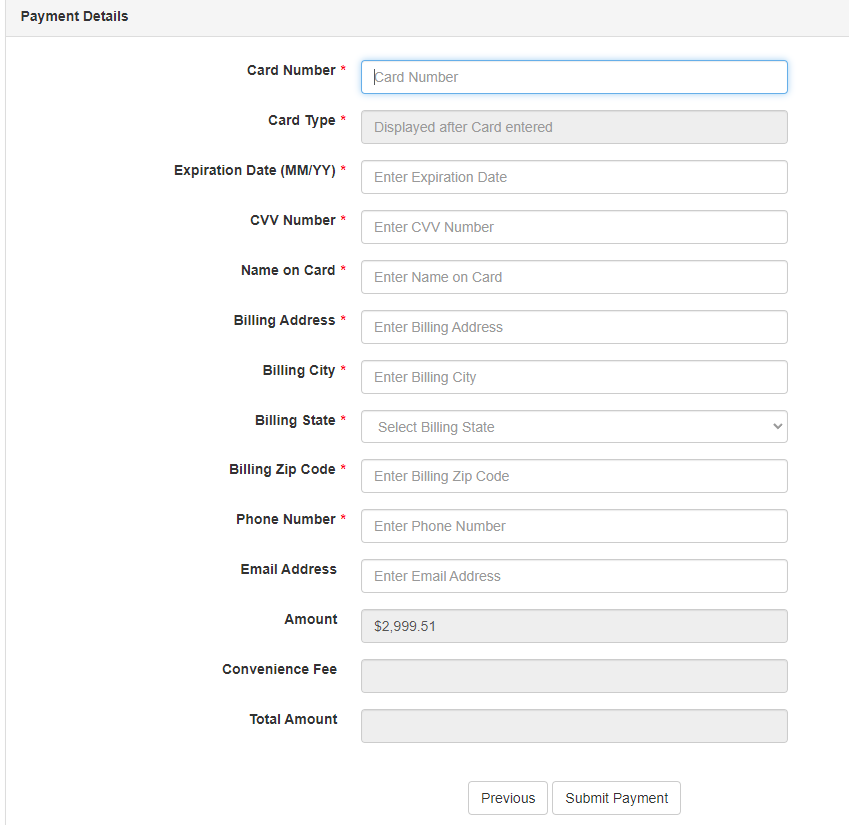 Payment Details
Card Number * Card Number
Card Type * Displayed after Card entered
Expiration Date (MM/YY) * Enter Expiration Date
CVV Number * Enter CVV Number
Name on Card * Enter Name on Card
Billing Address * Enter Billing Address
Billing City * Enter Billing City
Billing State * Select Billing State
Billing Zip Code * Enter Billing Zip Code
Phone Number * Enter Phone Number
Email Address Enter Email Address
Amount $2,999.51
Convenience Fee
Total Amount
Previous Submit Payment